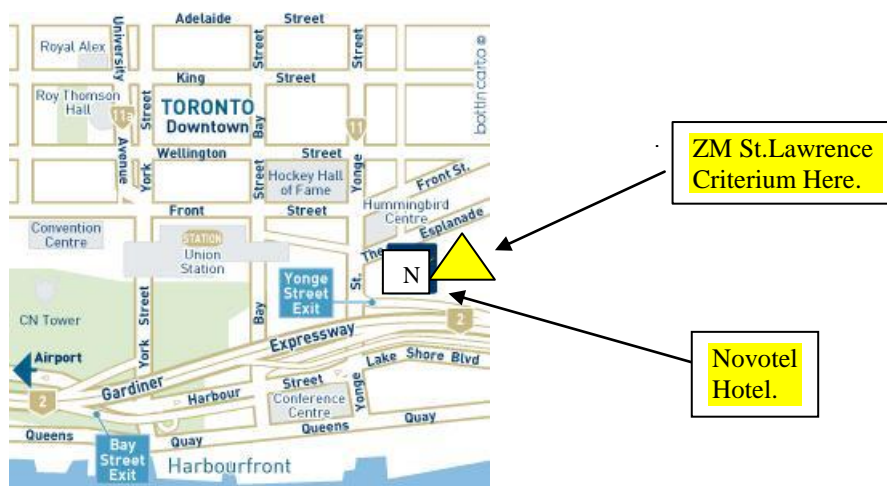 Adelaide Street
University
Street
Street
Royal Alex
King Street
Roy Thomson
Hall
11a
Street
TORONTO
Downtown
Bay
11
bottincarto
Avenue
York
Wellington Street
Street
Yonge
Hockey Hall
of Fame
Front St.
Front Street
Hummingbird
Centre
The Esplanade
Convention
Centre
STATION
Union
Station
N
Yonge
Street
Exit
St.
2
CN Tower
Street
York
Bay
Expressway
Airport
Gardiner
Lake Shore Blvd
2
Harbour Street
Conference
Centre
Yonge
Queens Quay
Queens Quay
Bay
Street
Exit
Harbourfront
ZM St.Lawrence
Criterium Here.
Novotel
Hotel.